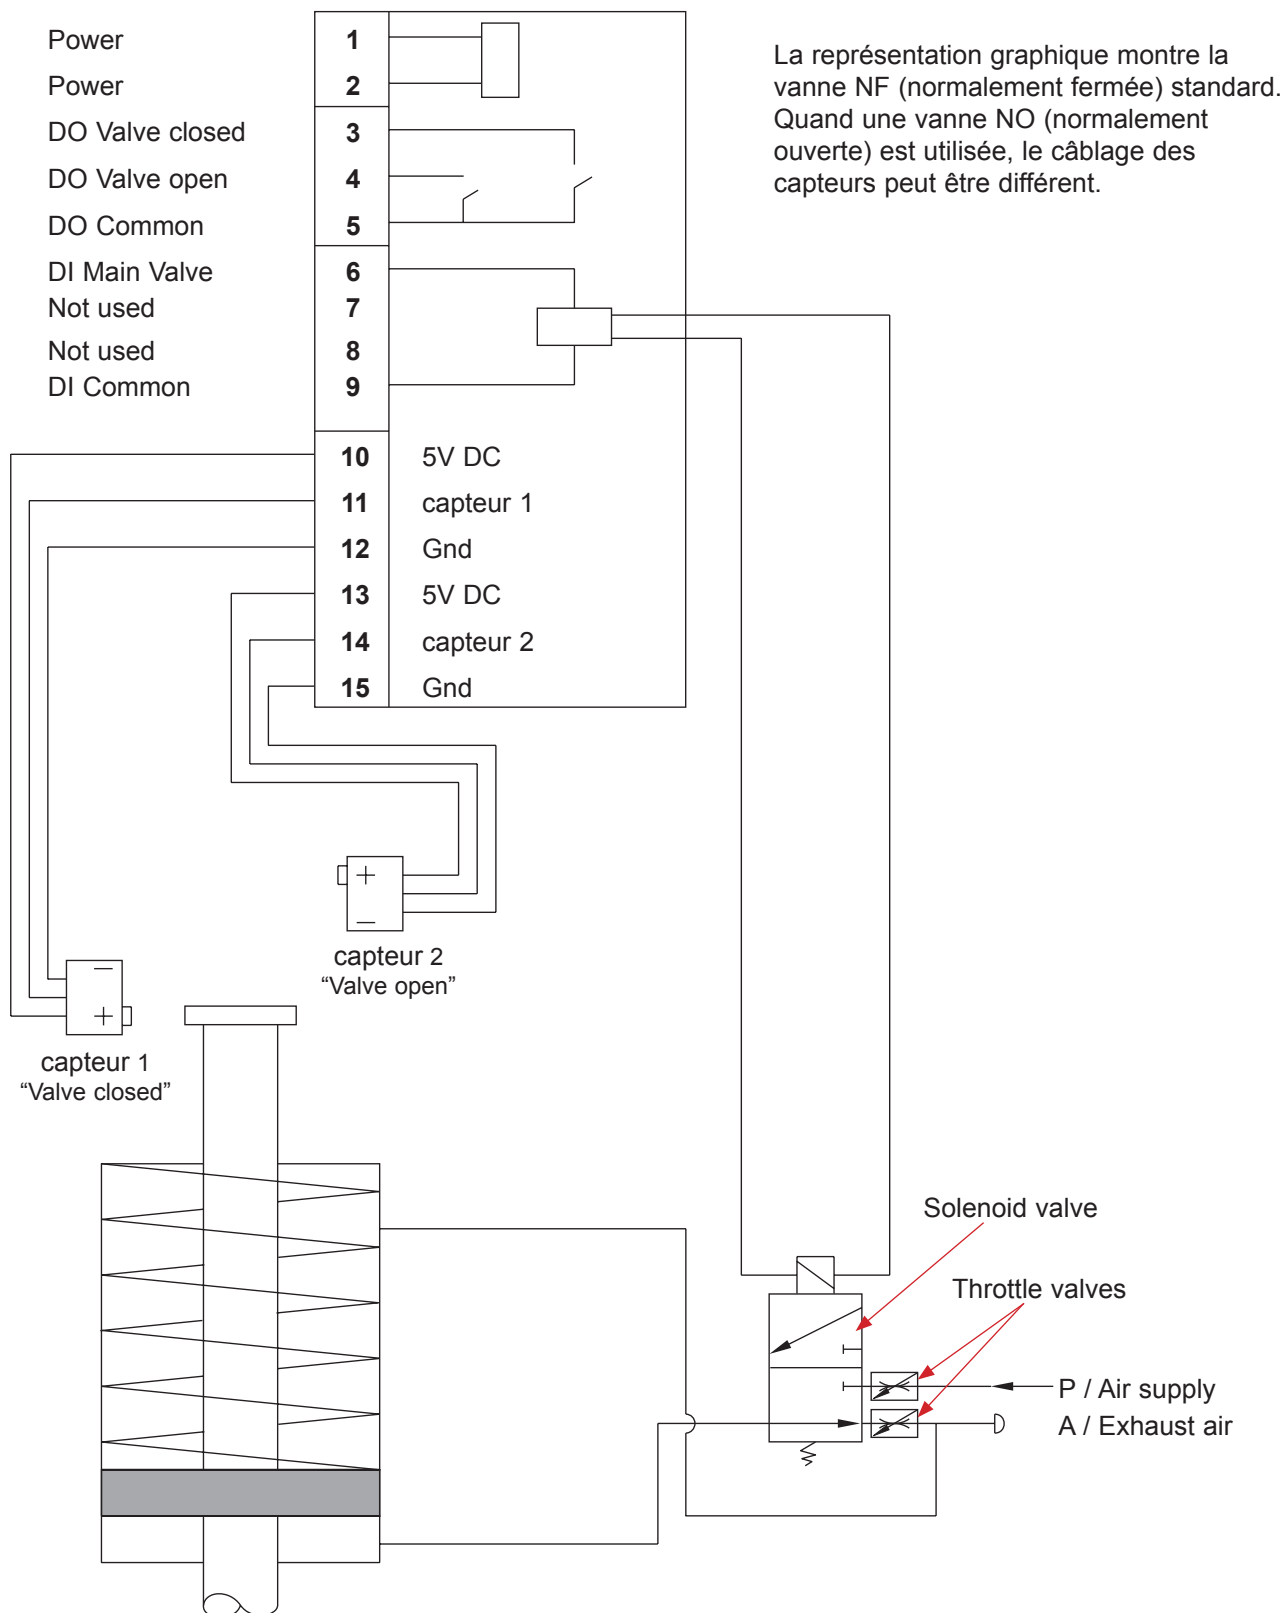 Power 1
Power 2
DO Valve closed 3
DO Valve open 4
DO Common 5
DI Main Valve 6
Not used 7
Not used 8
DI Common 9
10 5V DC
11 capteur 1
12 Gnd
13 5V DC
14 capteur 2
15 Gnd
La représentation graphique montre la
vanne NF (normalement fermée) standard.
Quand une vanne NO (normalement
ouverte) est utilisée, le câblage des
capteurs peut être différent.
+
–
capteur 2
“Valve open”
–
+
capteur 1
“Valve closed”
Solenoid valve
Throttle valves
P / Air supply
A / Exhaust air